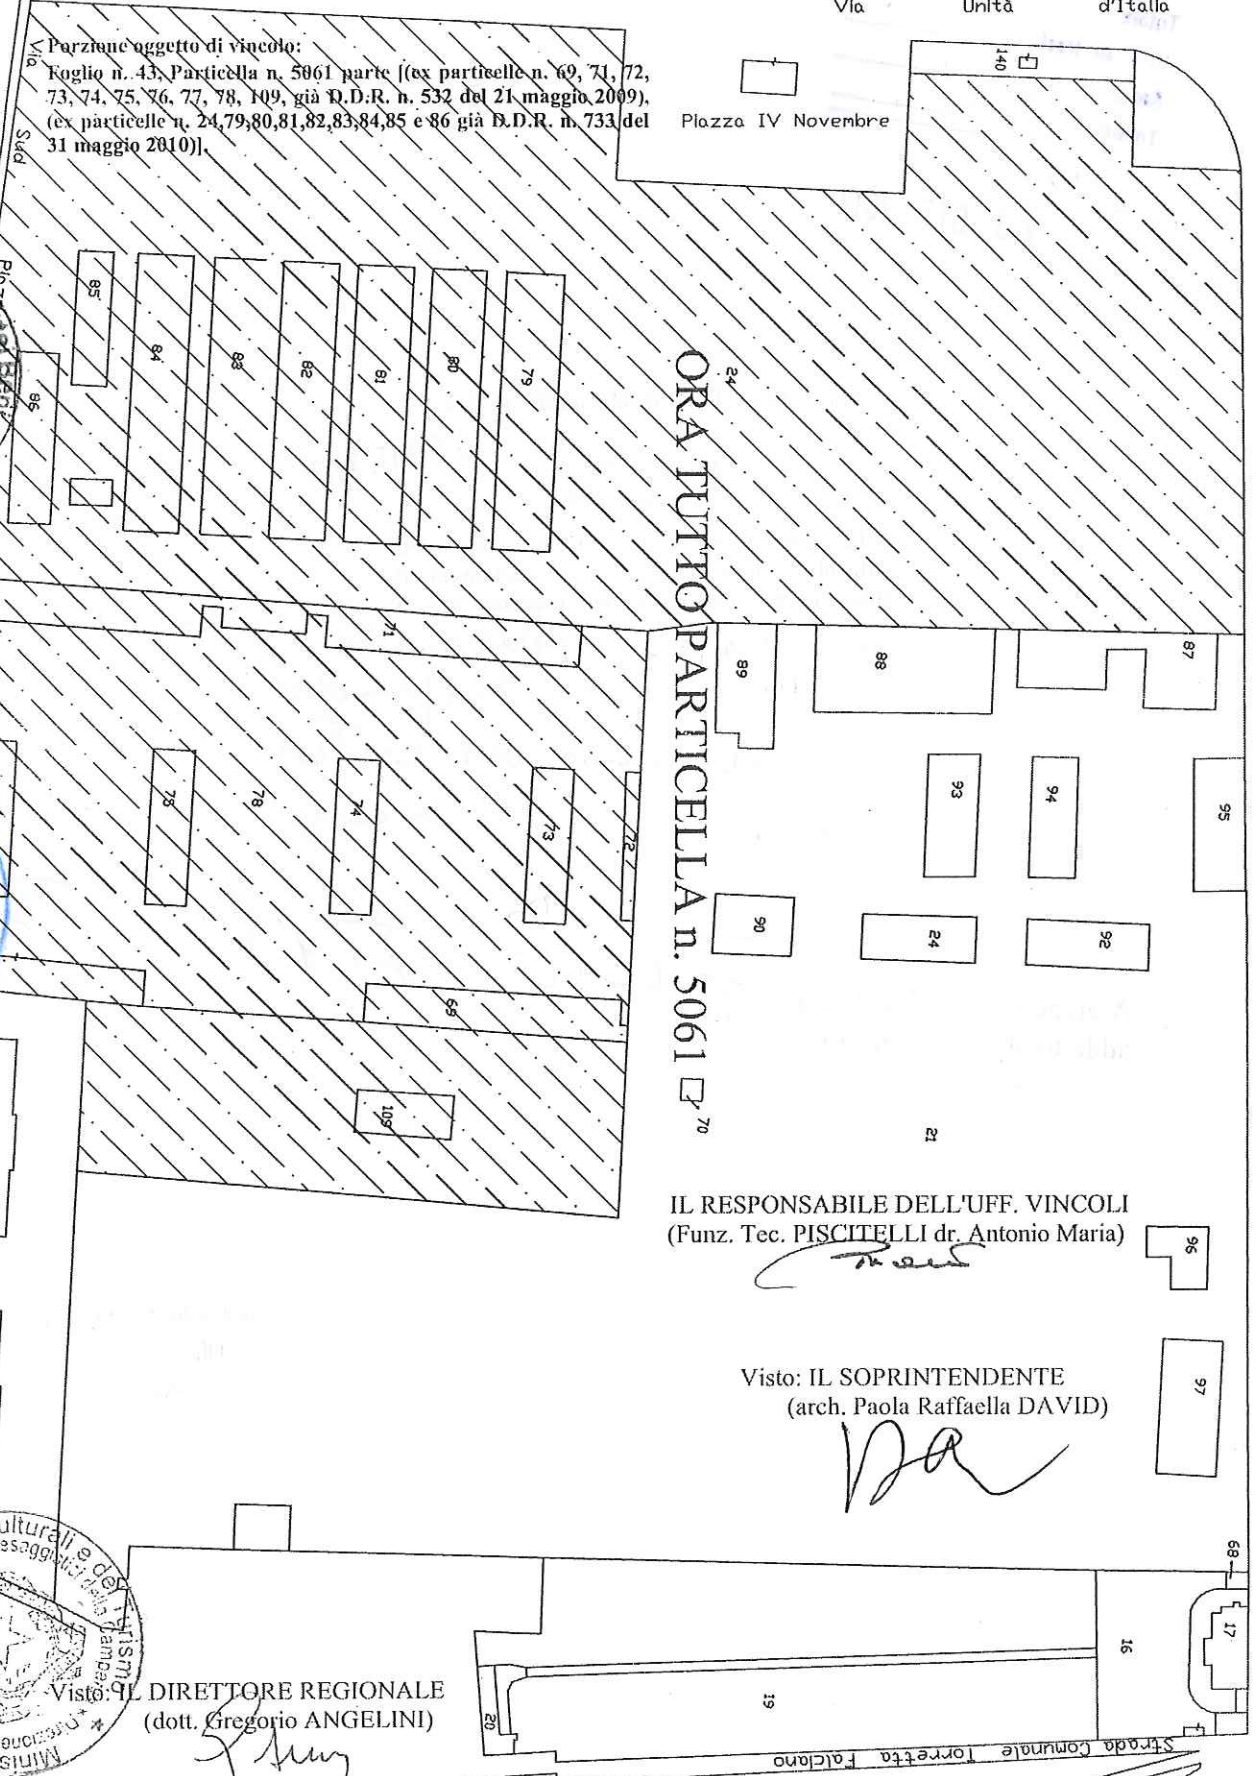 Via Unità d'Italia
Porzione oggetto di vincolo:
Foglio n. 43, Particella n. 5061 parte [(ex particelle n. 69, 71, 72,
73, 74, 75, 76, 77, 78, 109, già D.D.R. n. 532 del 21 maggio 2009),
(ex particelle n. 24,79,80,81,82,83,84,85 e 86 già D.D.R. n. 733 del
31 maggio 2010)].
Via
Sud
Piazza IV Novembre
140
85
84
83
82
81
80
79
24
86
ORA TUTTO PARTICELLA n. 5061
71
89
88
87
75
78
74
73
72
93
94
95
90
24
92
69
109
70
21
IL RESPONSABILE DELL'UFF. VINCOLI
(Funz. Tec. PISCITELLI dr. Antonio Maria)
96
Visto: IL SOPRINTENDENTE
(arch. Paola Raffaella DAVID)
97
68
17
16
19
20
Visto: IL DIRETTORE REGIONALE
(dott. Gregorio ANGELINI)
Strada Comunale Torretta Falciano
ulturali e del Turismo